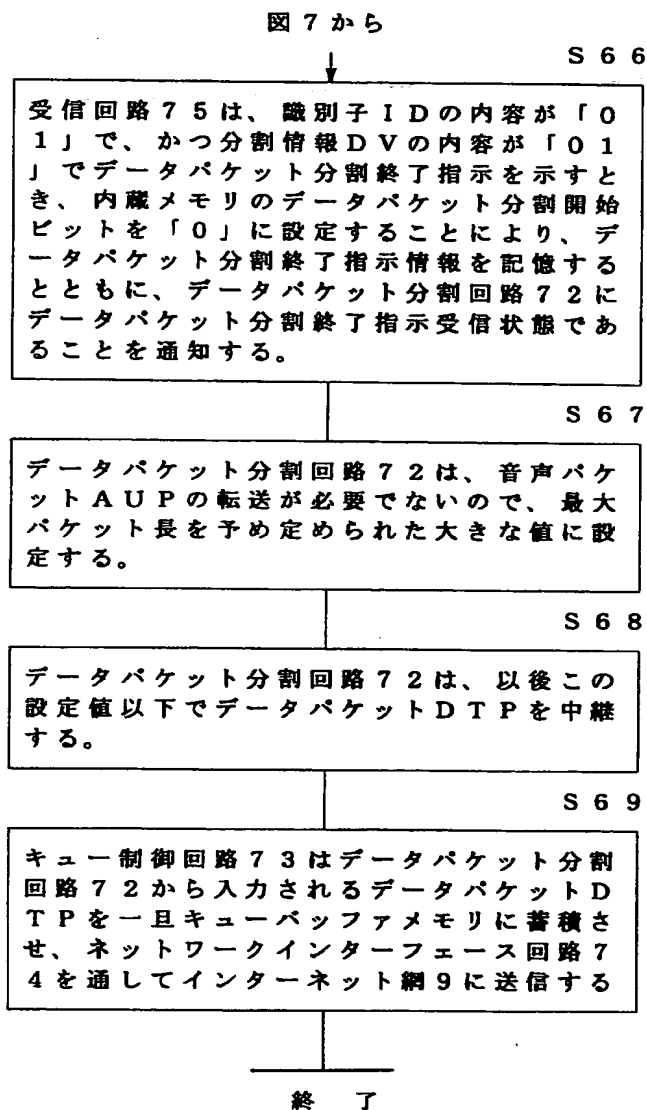 図7から
S66
受信回路75は、識別子IDの内容が「0
1」で、かつ分割情報DVの内容が「01
」でデータパケット分割終了指示を示すと
き、内蔵メモリのデータパケット分割開始
ビットを「0」に設定することにより、デ
ータパケット分割終了指示情報を記憶する
とともに、データパケット分割回路72に
データパケット分割終了指示受信状態であ
ることを通知する。
S67
データパケット分割回路72は、音声パケ
ットAUPの転送が必要でないので、最大
パケット長を予め定められた大きな値に設
定する。
S68
データパケット分割回路72は、以後この
設定値以下でデータパケットDTPを中継
する。
S69
キュー制御回路73はデータパケット分割
回路72から入力されるデータパケットD
TPを一旦キューバッファメモリに蓄積さ
せ、ネットワークインターフェース回路7
4を通してインターネット網9に送信する
終 了